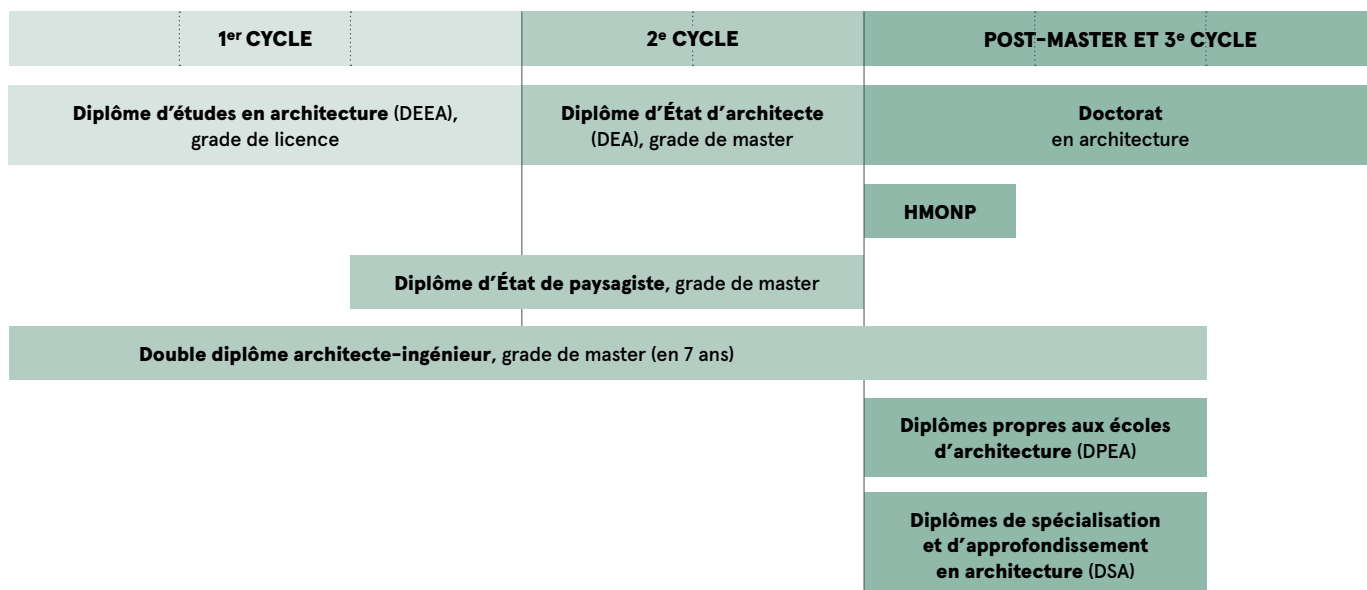 1er CYCLE
2e CYCLE
POST-MASTER ET 3e CYCLE
Diplôme d'études en architecture (DEEA),
grade de licence
Diplôme d'État d'architecte
(DEA), grade de master
Doctorat
en architecture
HMONP
Diplôme d'État de paysagiste, grade de master
Double diplôme architecte-ingénieur, grade de master (en 7 ans)
Diplômes propres aux écoles
d'architecture (DPEA)
Diplômes de spécialisation
et d'approfondissement
en architecture (DSA)